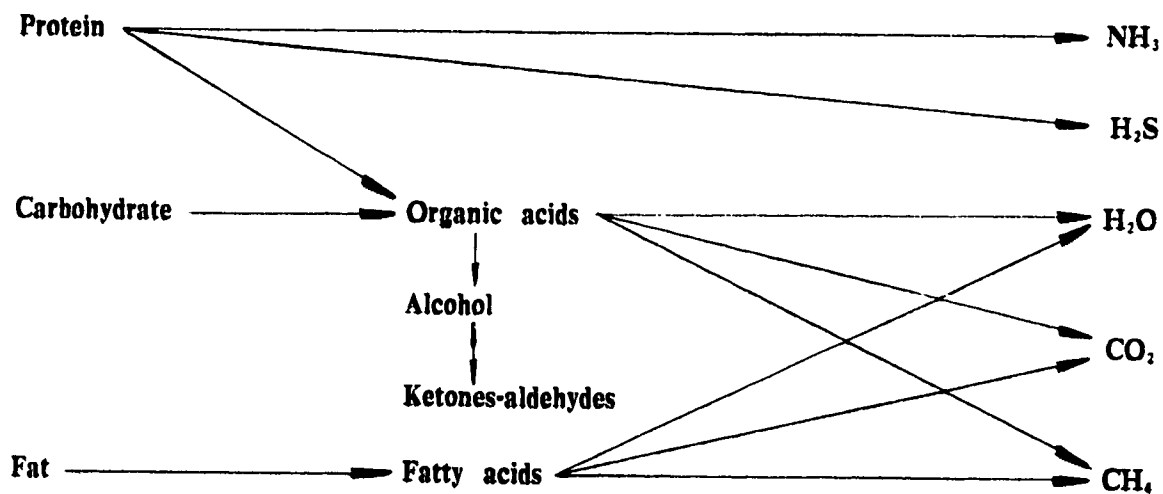 Protein
NH₃
H₂S
Carbohydrate
Organic acids
H₂O
Alcohol
CO₂
Ketones-aldehydes
Fat
Fatty acids
CH₄